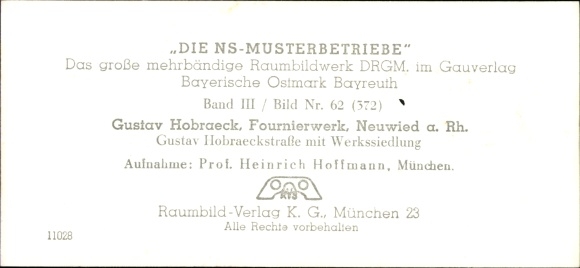 „DIE NS-MUSTERBETRIEBE“
Das große mehrbändige Raumbildwerk DRGM. im Gauverlag
Bayerische Ostmark Bayreuth
Band III / Bild Nr. 62 (372)
Gustav Hobraeck, Fournierwerk, Neuwied a. Rh.
Gustav Hobraeckstraße mit Werkssiedlung
Aufnahme: Prof. Heinrich Hoffmann, München.
Raumbild-Verlag K. G., München 23
Alle Rechte vorbehalten
11028